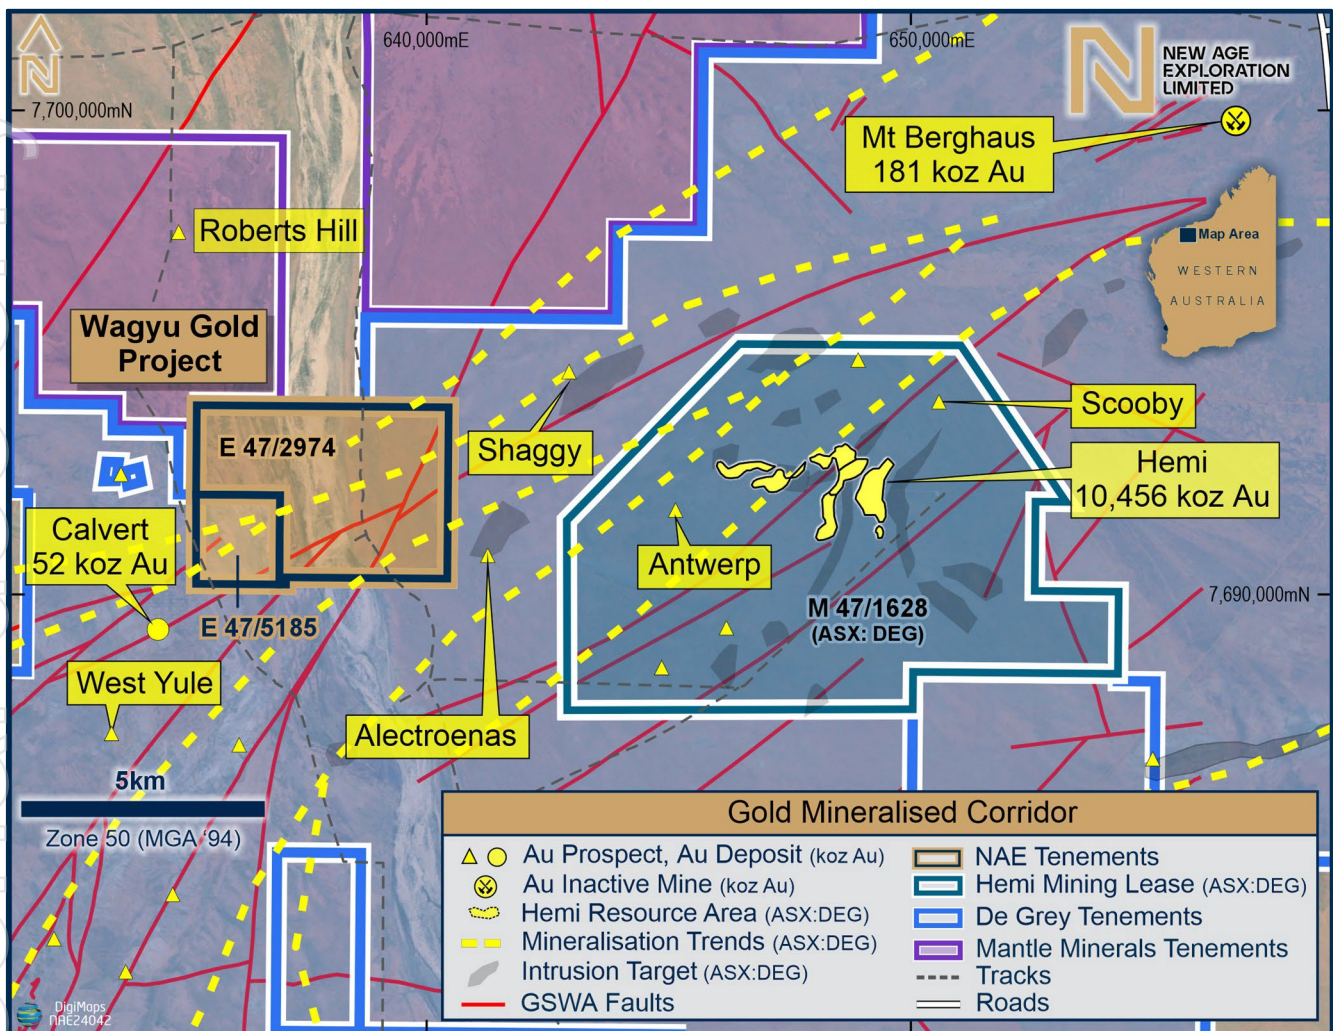 N
640,000mE
650,000mE
N
NEW AGE
EXPLORATION
LIMITED
7,700,000mN
Mt Berghaus
181 koz Au
Roberts Hill
Map Area
WESTERN
AUSTRALIA
Wagyu Gold
Project
E 47/2974
Shaggy
Scooby
Hemi
10,456 koz Au
Calvert
52 koz Au
Antwerp
7,690,000mN
M 47/1628
(ASX: DEG)
E 47/5185
West Yule
Alectroenas
5km
Zone 50 (MGA '94)
Gold Mineralised Corridor
Au Prospect, Au Deposit (koz Au)
Au Inactive Mine (koz Au)
Hemi Resource Area (ASX:DEG)
Mineralisation Trends (ASX:DEG)
Intrusion Target (ASX:DEG)
GSWA Faults
NAE Tenements
Hemi Mining Lease (ASX:DEG)
De Grey Tenements
Mantle Minerals Tenements
Tracks
Roads
DigiMaps
NAE24042